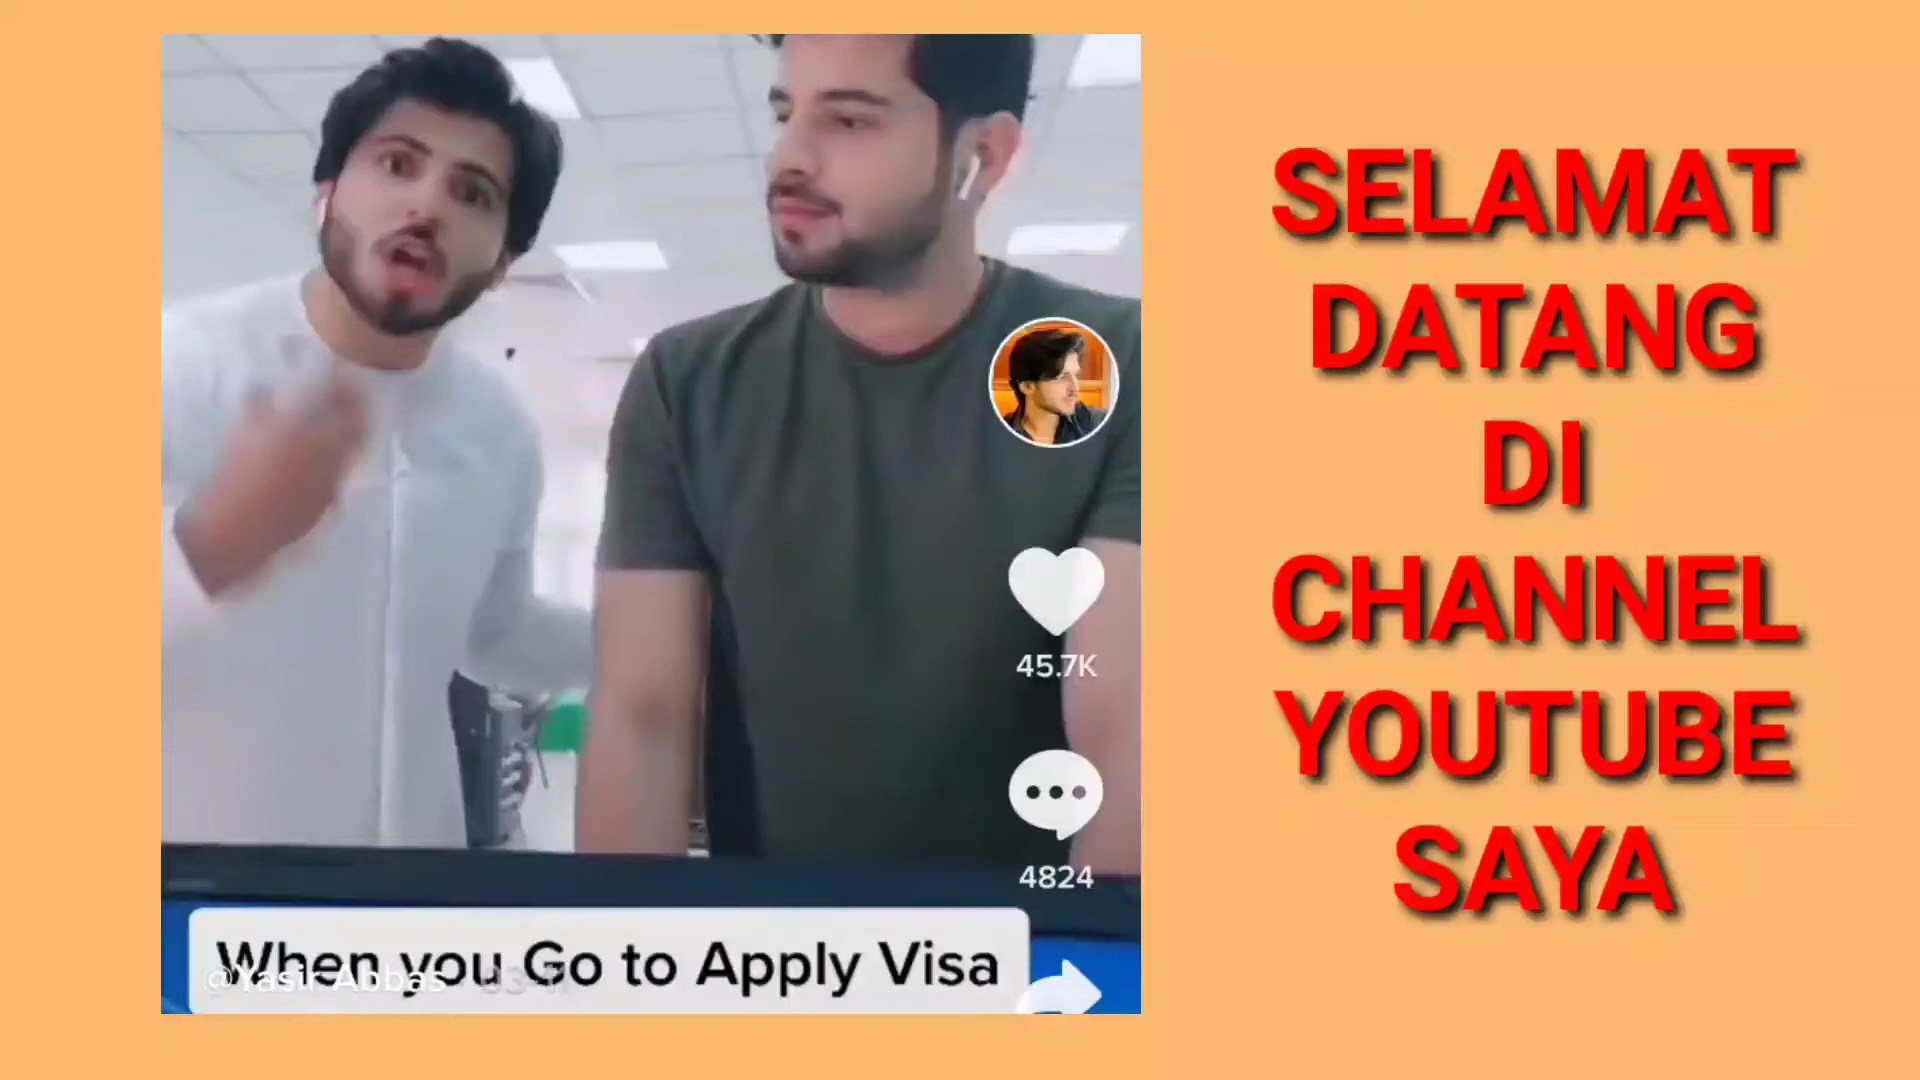 SELAMAT
DATANG
DI
CHANNEL
YOUTUBE
SAYA
45.7K
4824
When you Go to Apply Visa
@Yasir Abbas